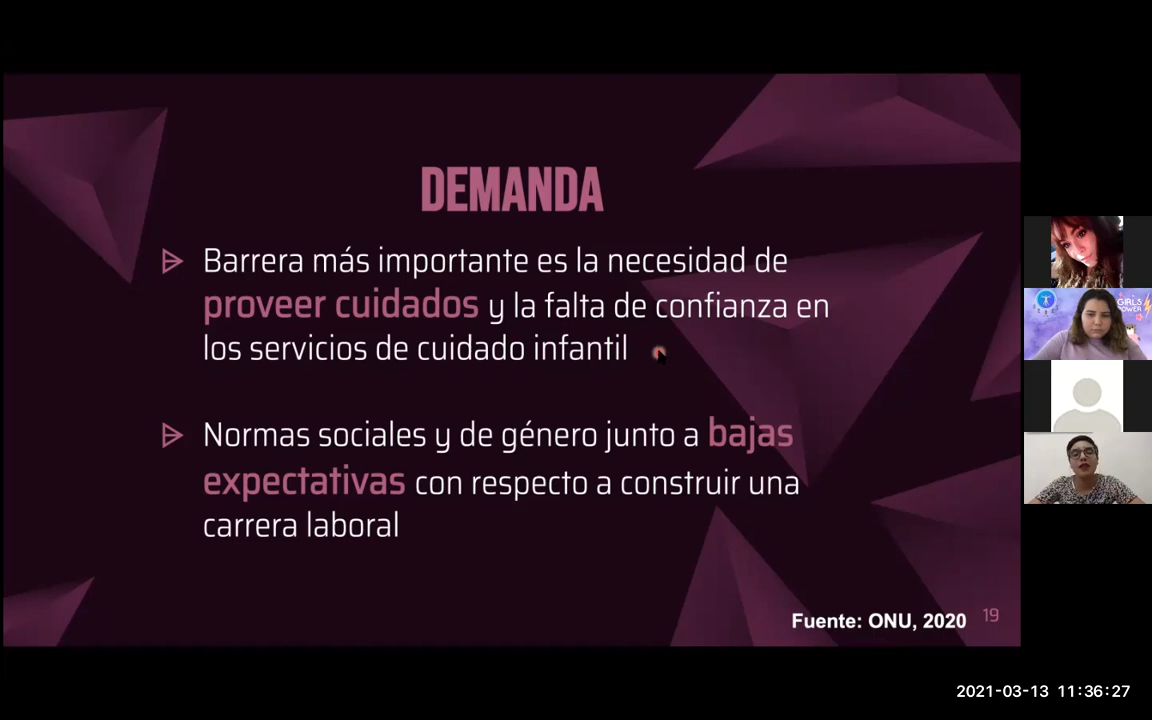 DEMANDA
Barrera más importante es la necesidad de
proveer cuidados y la falta de confianza en
los servicios de cuidado infantil
Normas sociales y de género junto a bajas
expectativas con respecto a construir una
carrera laboral
Fuente: ONU, 2020
19
GIRLS
POWER
2021-03-13 11:36:27